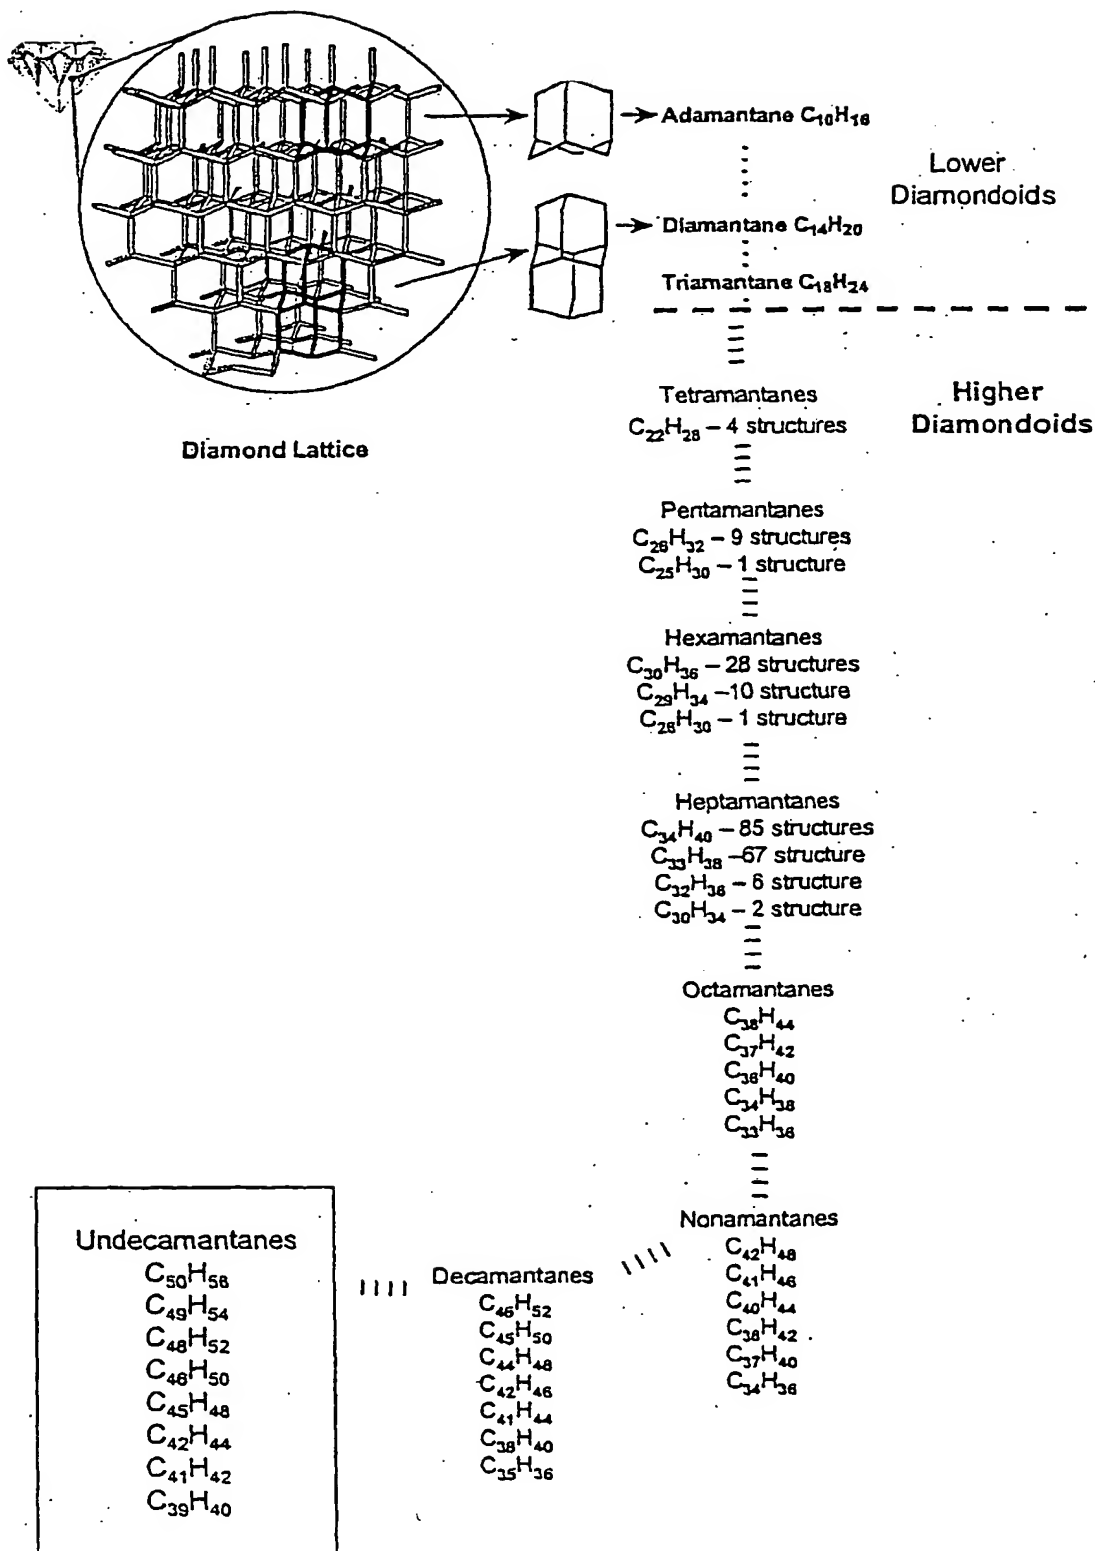 Adamantane C₁₀H₁₆
Lower
Diamondoids
Diamantane C₁₄H₂₀
Triamantane C₁₈H₂₄
Diamond Lattice
Higher
Diamondoids
Tetramantanes
C₂₂H₂₈ – 4 structures
Pentamantanes
C₂₆H₃₂ – 9 structures
C₂₅H₃₀ – 1 structure
Hexamantanes
C₃₀H₃₆ – 28 structures
C₂₉H₃₄ –10 structure
C₂₆H₃₀ – 1 structure
Heptamantanes
C₃₄H₄₀ – 85 structures
C₃₃H₃₈ –67 structure
C₃₂H₃₆ – 6 structure
C₃₀H₃₄ – 2 structure
Octamantanes
C₃₈H₄₄
C₃₇H₄₂
C₃₆H₄₀
C₃₄H₃₈
C₃₃H₃₆
Nonamantanes
C₄₂H₄₈
C₄₁H₄₆
C₄₀H₄₄
C₃₈H₄₂
C₃₇H₄₀
C₃₄H₃₆
Decamantanes
C₄₆H₅₂
C₄₅H₅₀
C₄₄H₄₈
C₄₂H₄₆
C₄₁H₄₄
C₃₈H₄₀
C₃₅H₃₆
Undecamantanes
C₅₀H₅₆
C₄₉H₅₄
C₄₈H₅₂
C₄₆H₅₀
C₄₅H₄₈
C₄₂H₄₄
C₄₁H₄₂
C₃₉H₄₀